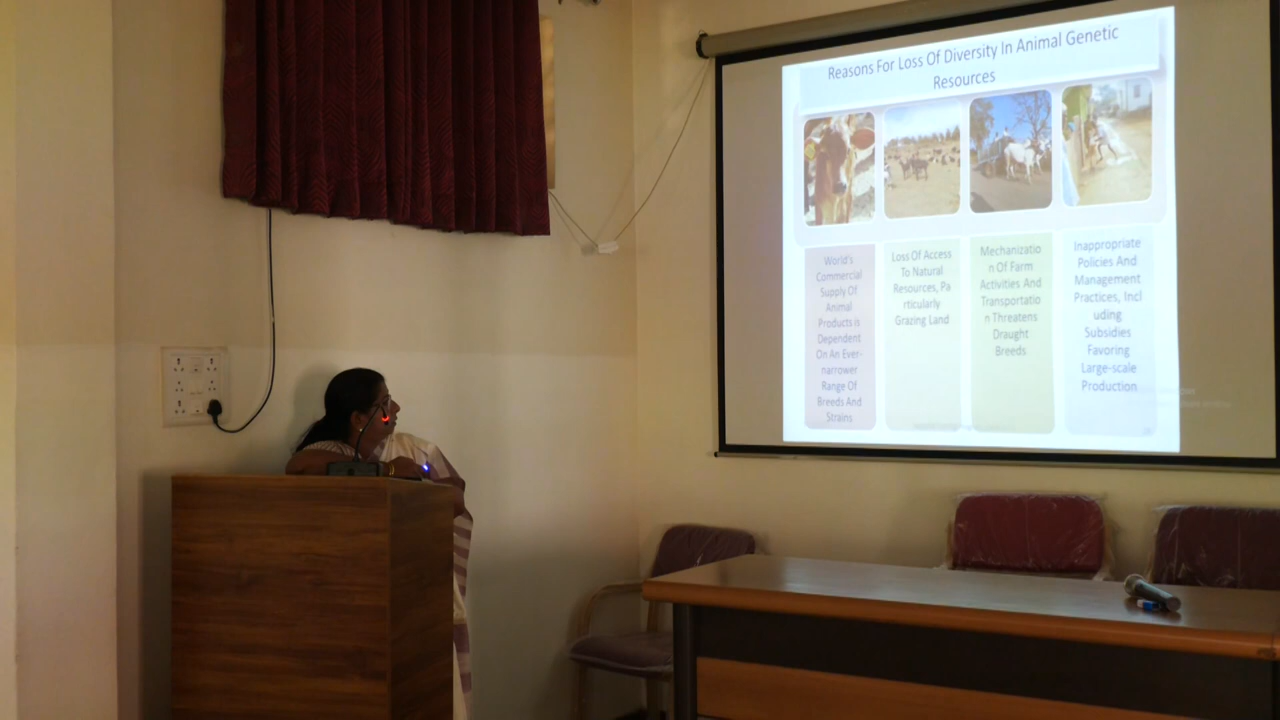 Reasons For Loss Of Diversity In Animal Genetic
Resources
World's
Commercial
Supply Of
Animal
Products is
Dependent
On An Ever-
narrower
Range Of
Breeds And
Strains
Loss Of Access
To Natural
Resources, Pa
rticularly
Grazing Land
Mechanizatio
n Of Farm
Activities And
Transportatio
n Threatens
Draught
Breeds
Inappropriate
Policies And
Management
Practices, Incl
uding
Subsidies
Favoring
Large-scale
Production